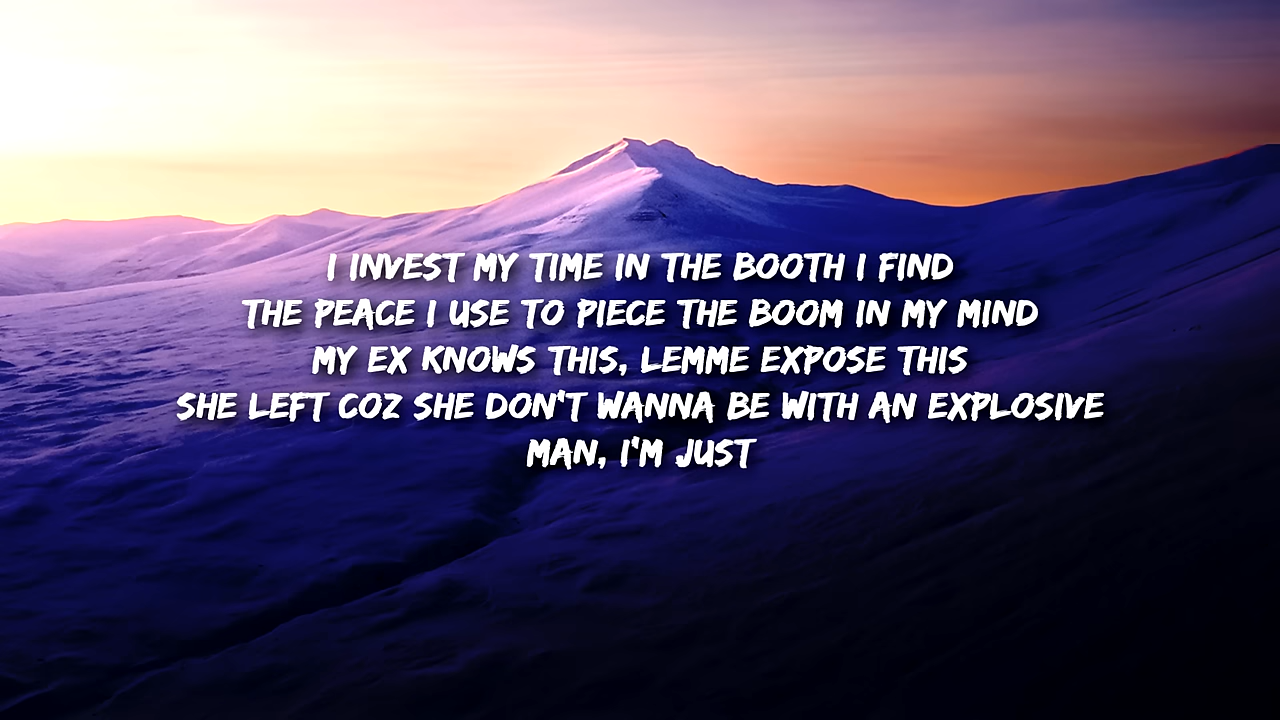 I INVEST MY TIME IN THE BOOTH I FIND
THE PEACE I USE TO PIECE THE BOOM IN MY MIND
MY EX KNOWS THIS, LEMME EXPOSE THIS
SHE LEFT COZ SHE DON'T WANNA BE WITH AN EXPLOSIVE
MAN, I'M JUST